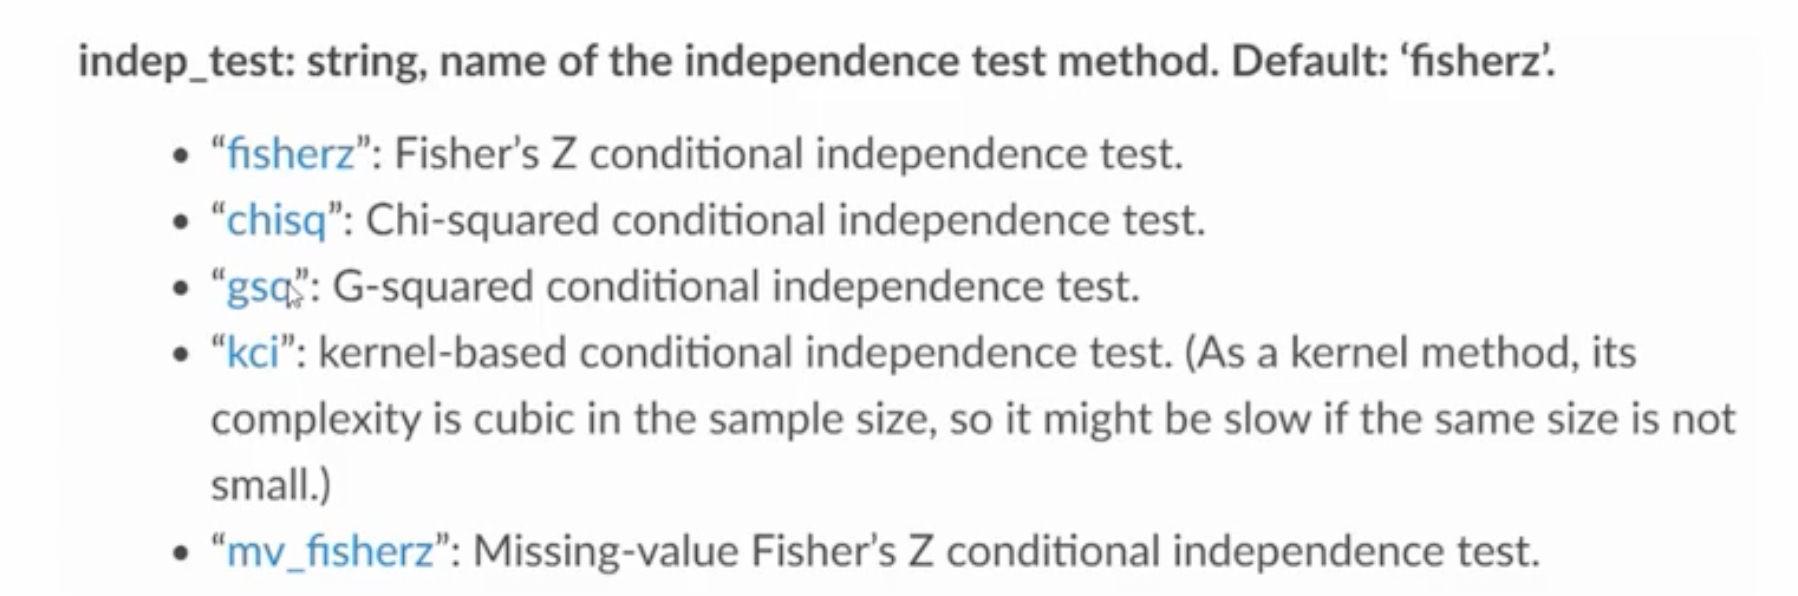 indep_test: string, name of the independence test method. Default: ‘fisherz’.
• “fisherz”: Fisher’s Z conditional independence test.
• “chisq”: Chi-squared conditional independence test.
• “gsq”: G-squared conditional independence test.
• “kci”: kernel-based conditional independence test. (As a kernel method, its
complexity is cubic in the sample size, so it might be slow if the same size is not
small.)
• “mv_fisherz”: Missing-value Fisher’s Z conditional independence test.